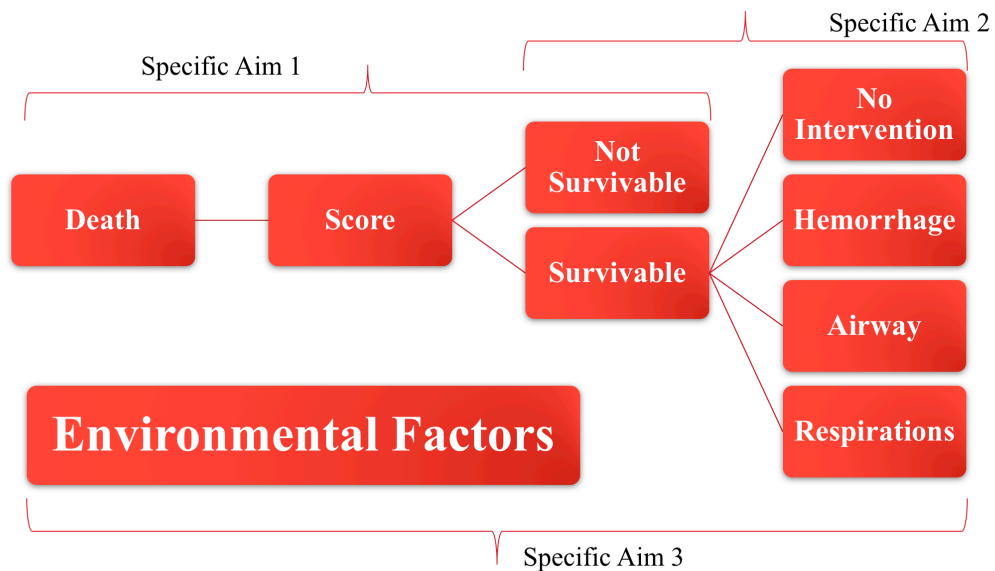 Specific Aim 2
Specific Aim 1
No
Intervention
Not
Survivable
Death
Score
Hemorrhage
Survivable
Airway
Environmental Factors
Respirations
Specific Aim 3